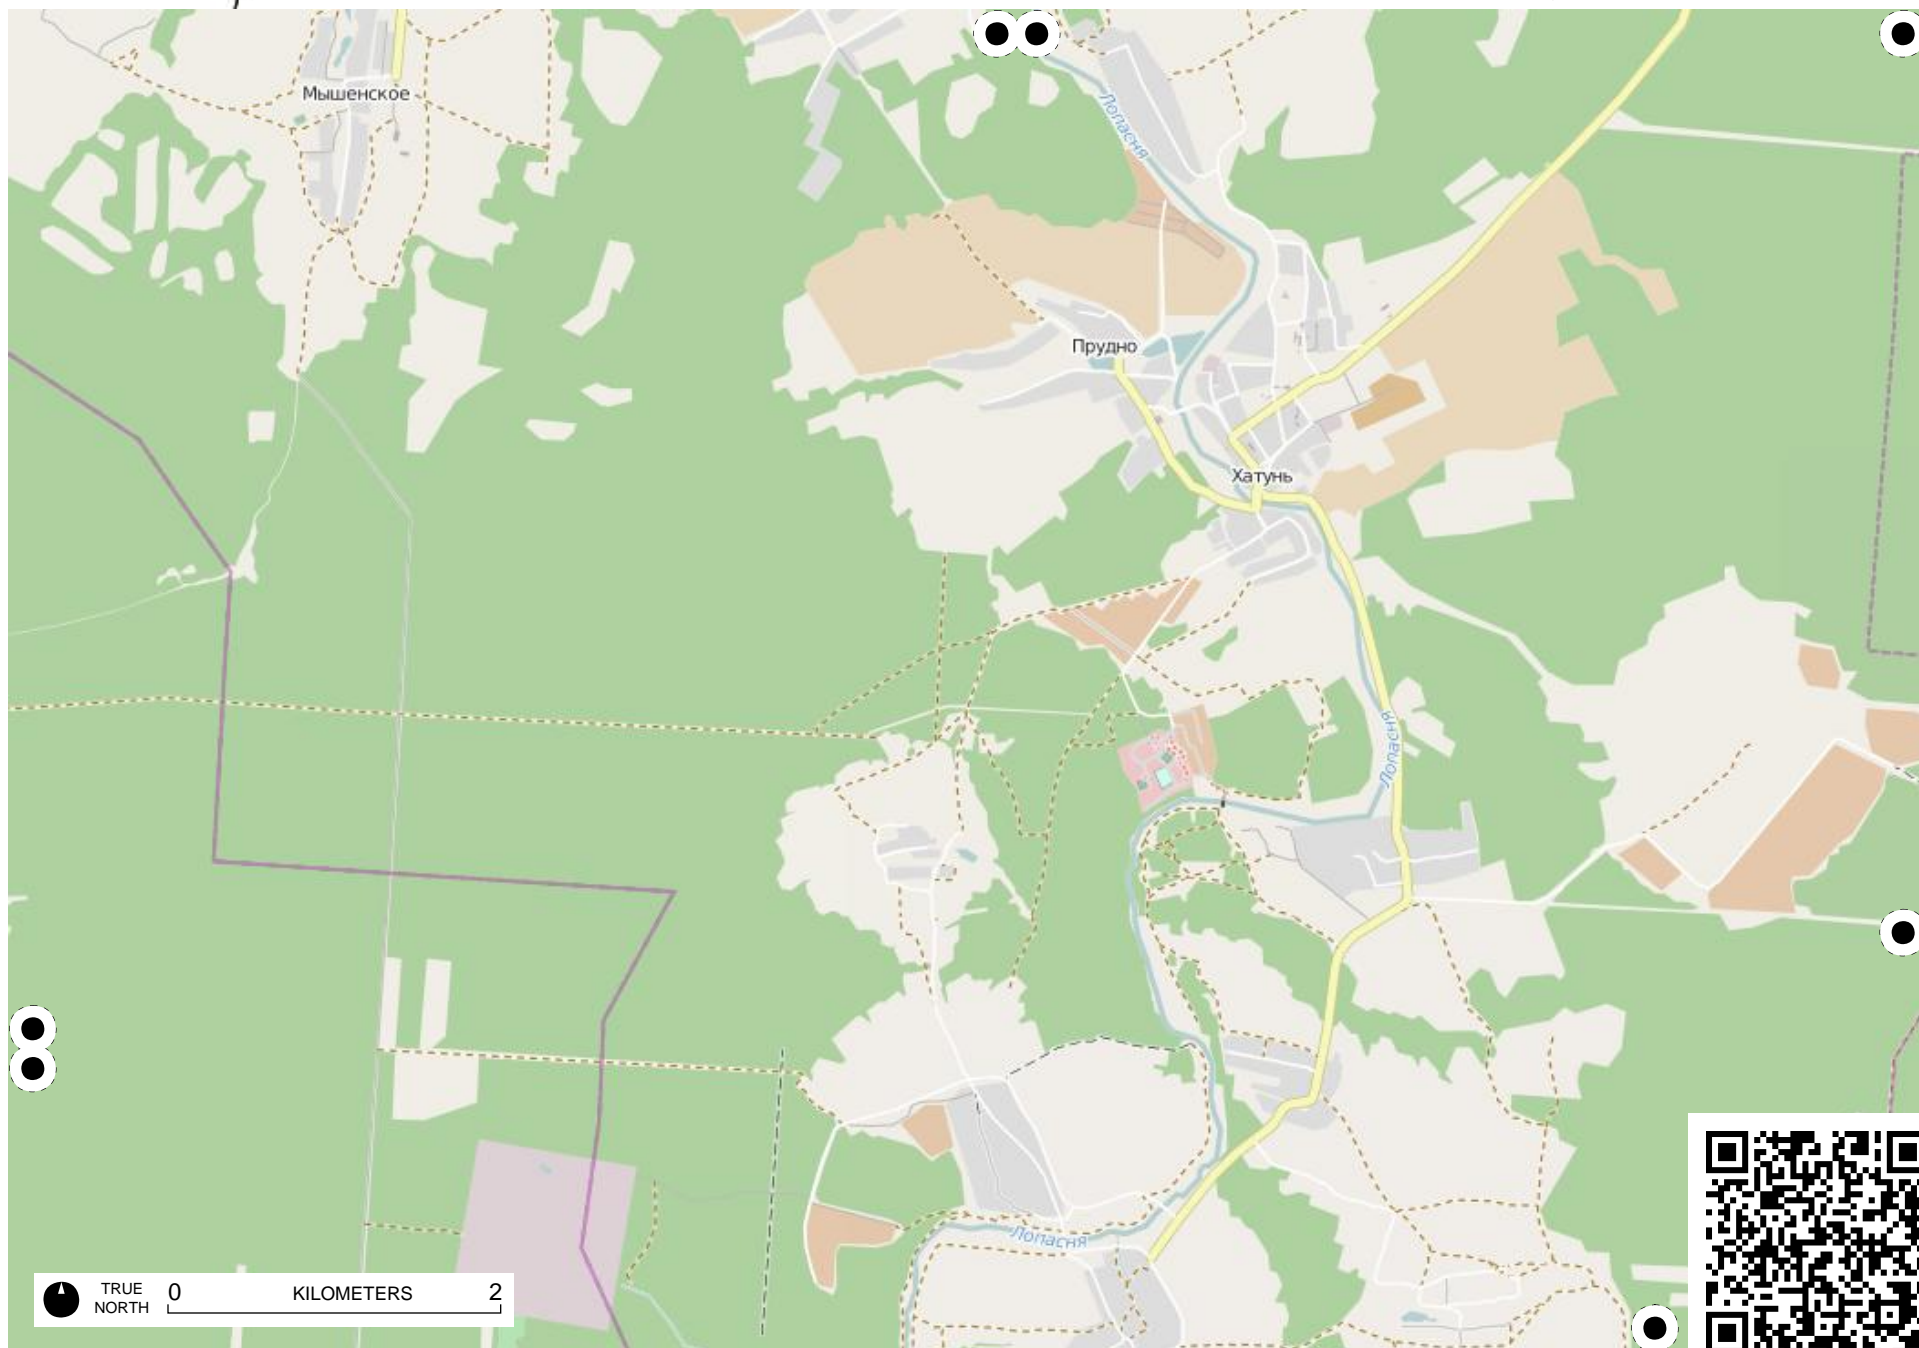 Мышенское
Лопасня
Прудно
Хатунь
Лопасня
Лопасня
TRUE NORTH
0 KILOMETERS 2